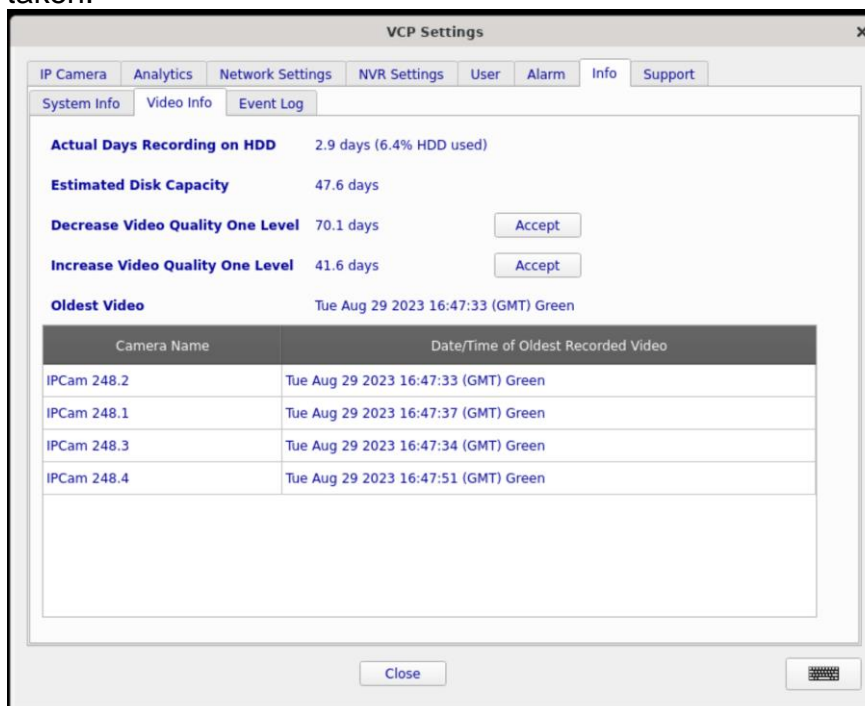 taken.
VCP Settings
IP Camera Analytics Network Settings NVR Settings User Alarm Info Support
System Info Video Info Event Log
Actual Days Recording on HDD 2.9 days (6.4% HDD used)
Estimated Disk Capacity 47.6 days
Decrease Video Quality One Level 70.1 days Accept
Increase Video Quality One Level 41.6 days Accept
Oldest Video Tue Aug 29 2023 16:47:33 (GMT) Green
Camera Name Date/Time of Oldest Recorded Video
IPCam 248.2 Tue Aug 29 2023 16:47:33 (GMT) Green
IPCam 248.1 Tue Aug 29 2023 16:47:37 (GMT) Green
IPCam 248.3 Tue Aug 29 2023 16:47:34 (GMT) Green
IPCam 248.4 Tue Aug 29 2023 16:47:51 (GMT) Green
Close